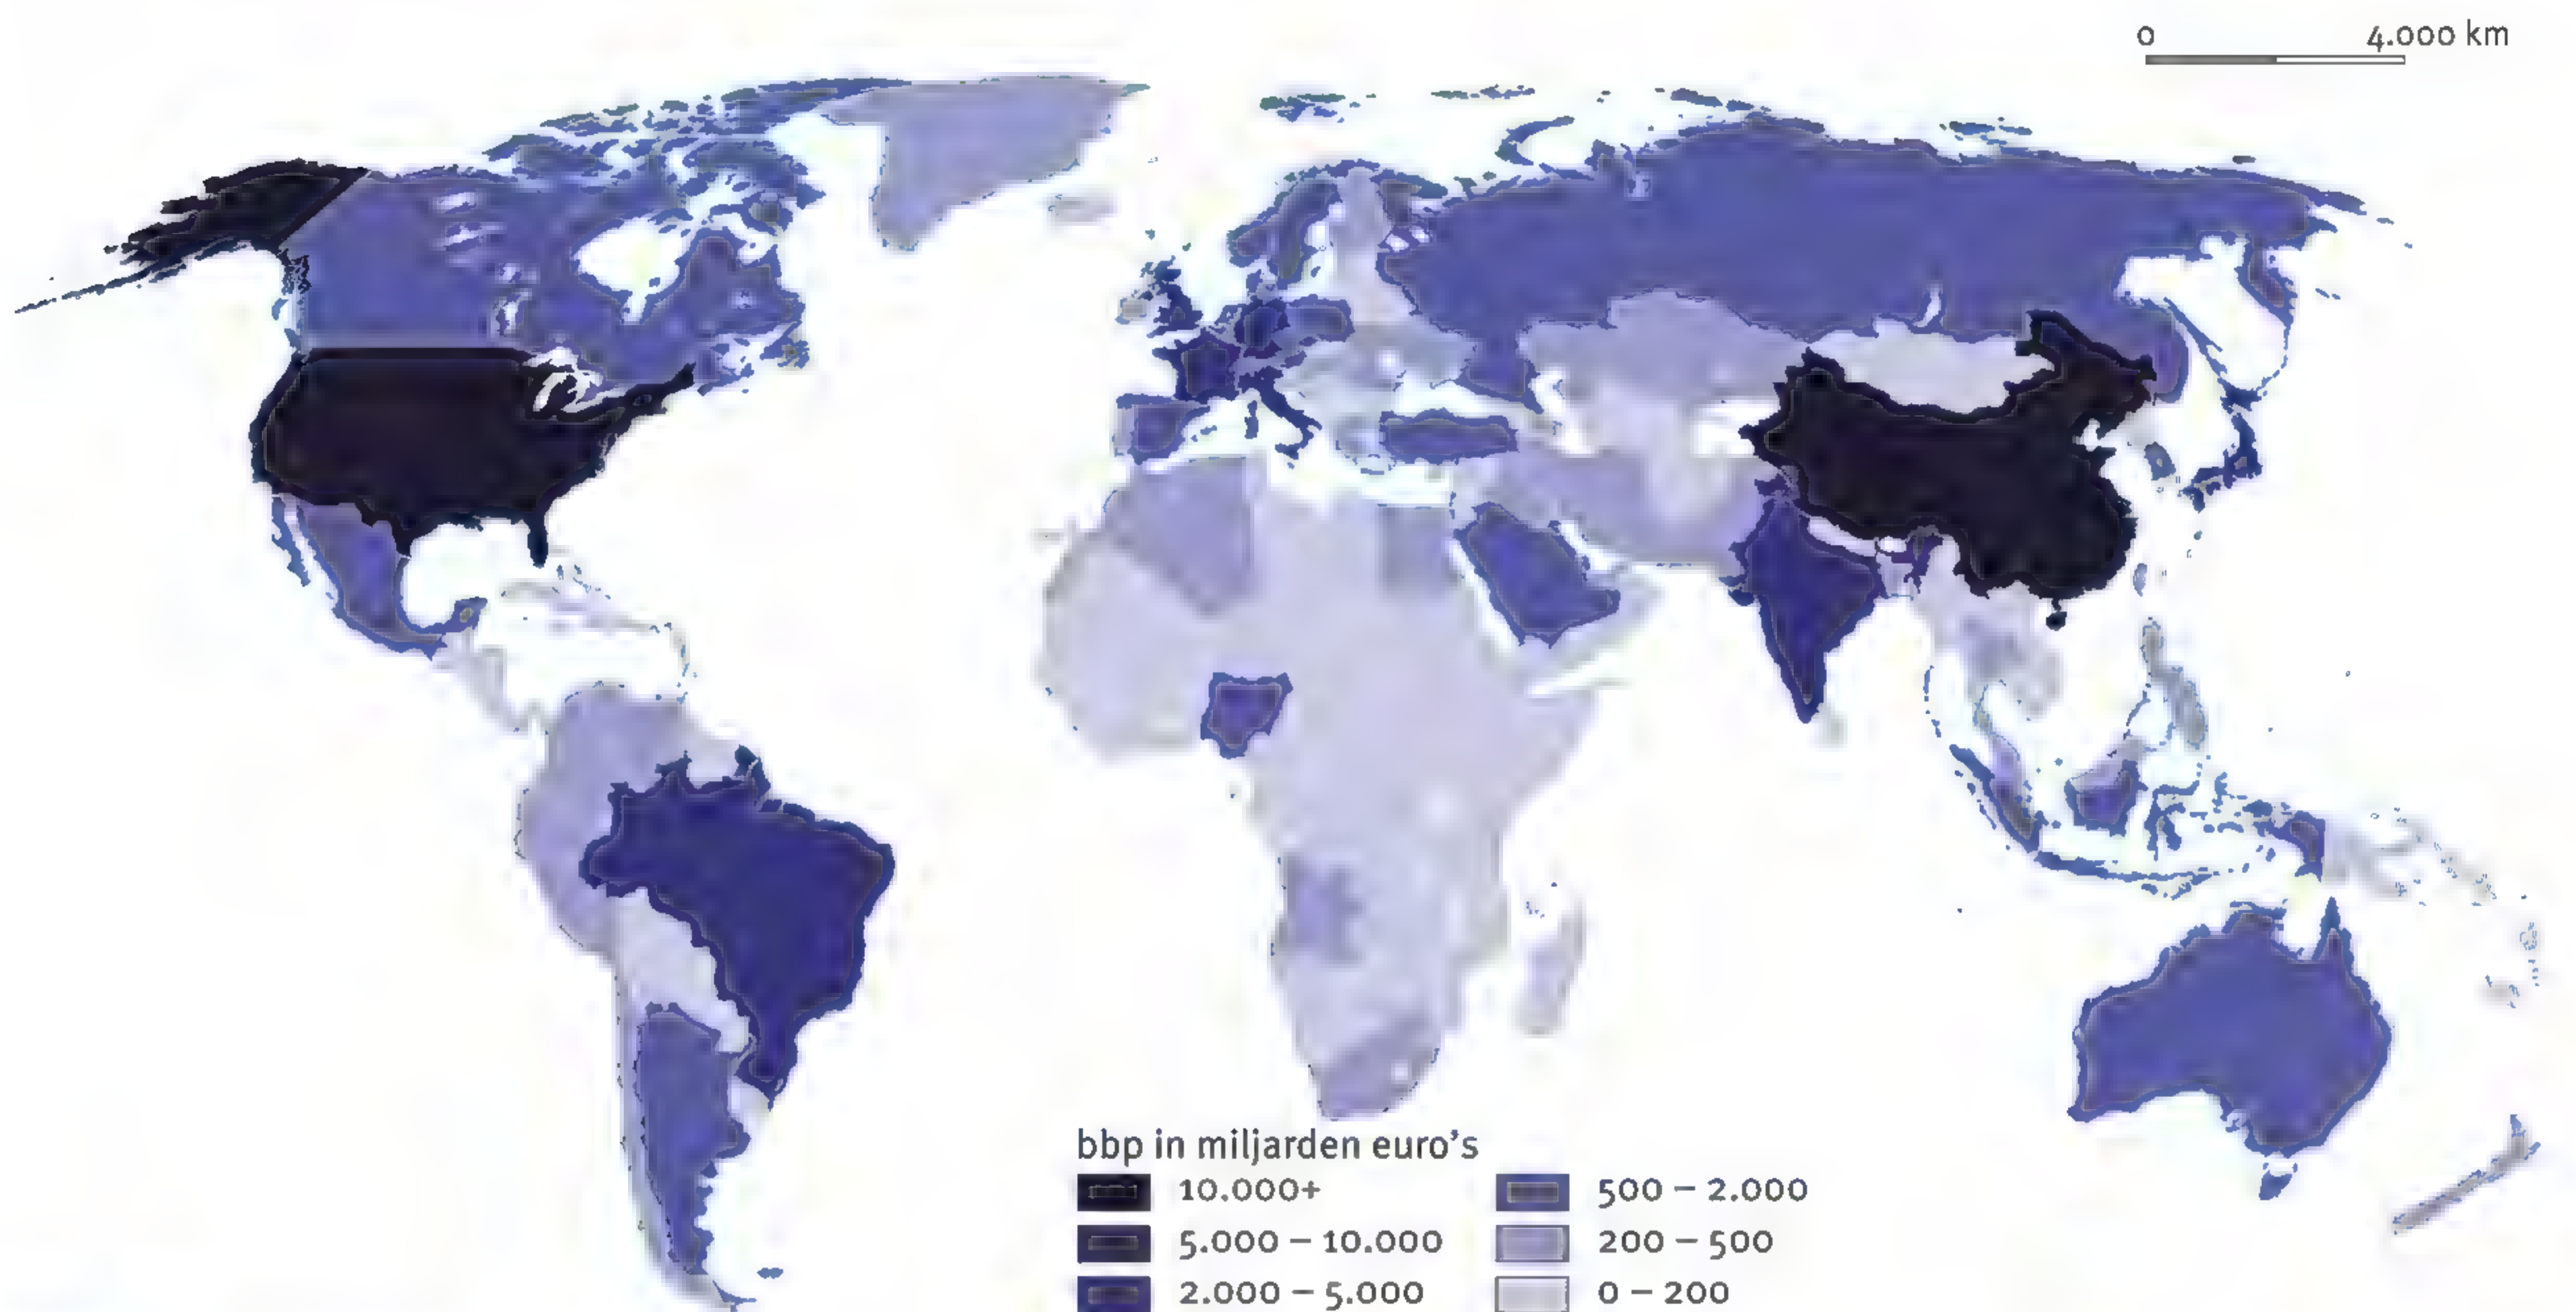 0 4.000 km
bbp in miljarden euro's
10.000+
5.000 – 10.000
2.000 – 5.000
500 – 2.000
200 – 500
0 – 200